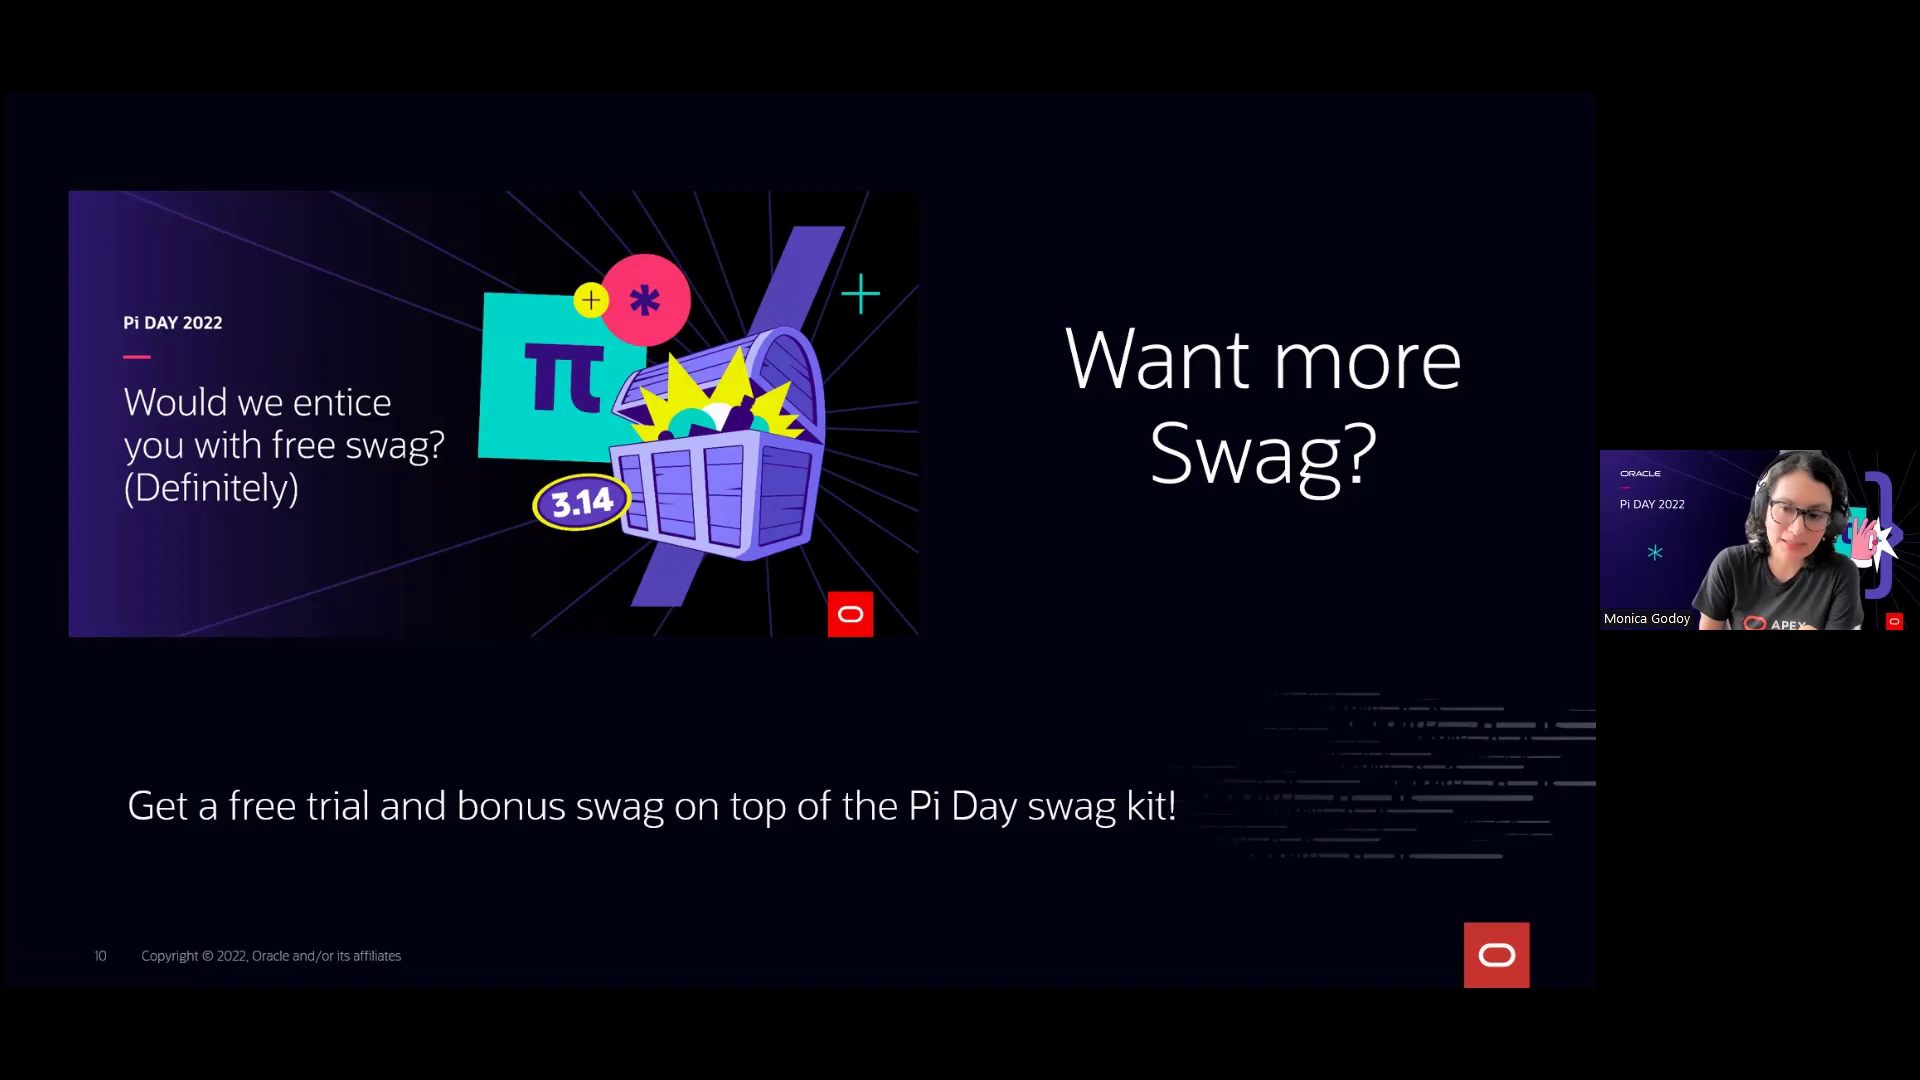 Pi DAY 2022
Would we entice
you with free swag?
(Definitely)
+
*
π
3.14
Want more
Swag?
Get a free trial and bonus swag on top of the Pi Day swag kit!
10 Copyright © 2022, Oracle and/or its affiliates
ORACLE
Pi DAY 2022
APEX
Monica Godoy